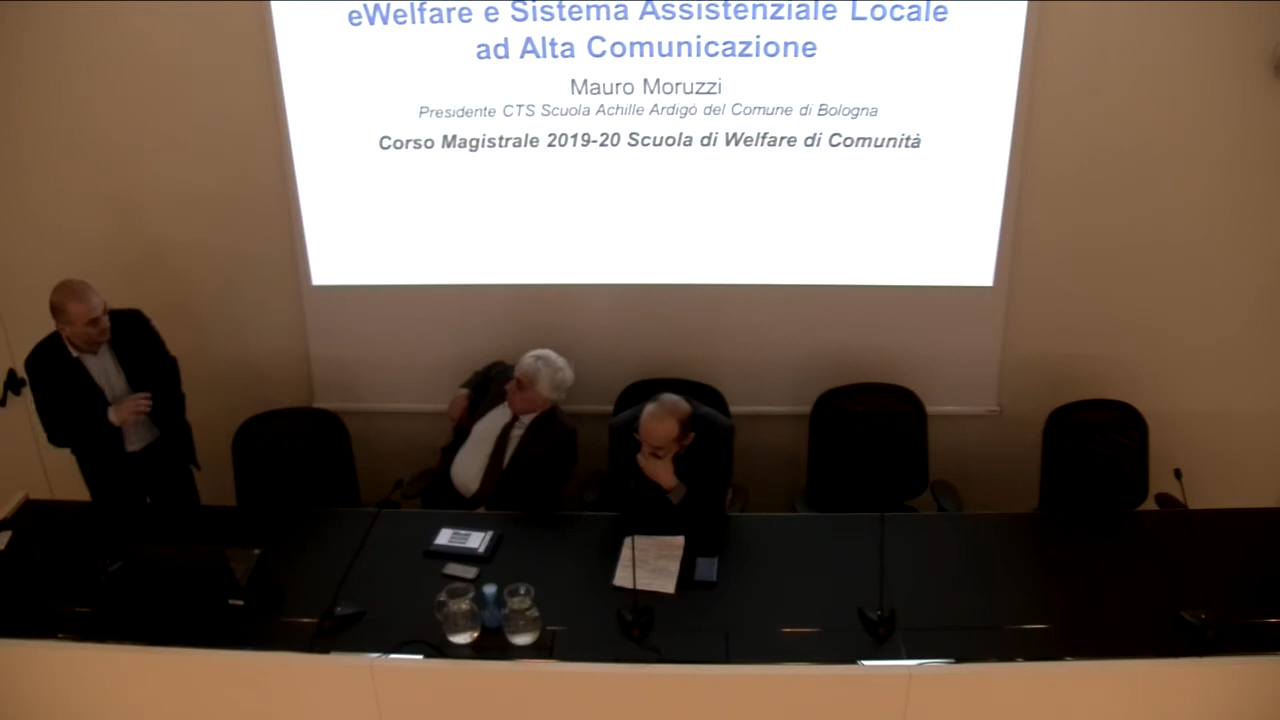 eWelfare e Sistema Assistenziale Locale
ad Alta Comunicazione
Mauro Moruzzi
Presidente CTS Scuola Achille Ardigò del Comune di Bologna
Corso Magistrale 2019-20 Scuola di Welfare di Comunità